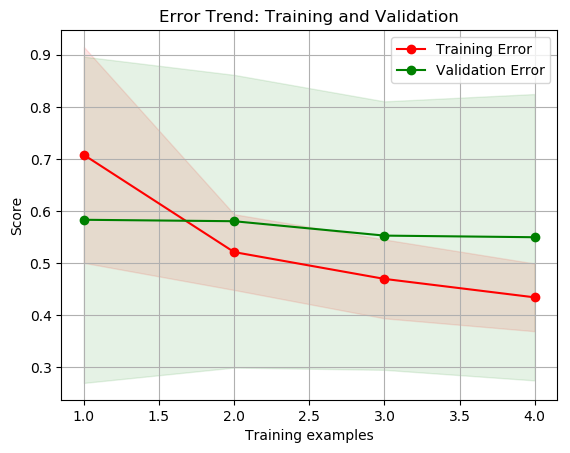 Error Trend: Training and Validation
Training Error
Validation Error
0.9
0.8
0.7
0.6
0.5
0.4
0.3
Score
1.0 1.5 2.0 2.5 3.0 3.5 4.0
Training examples